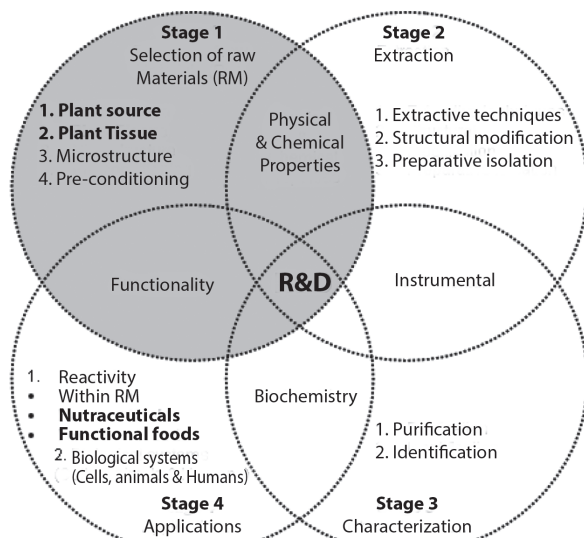 Stage 1
Selection of raw
Materials (RM)
1. Plant source
2. Plant Tissue
3. Microstructure
4. Pre-conditioning
Physical
& Chemical
Properties
Stage 2
Extraction
1. Extractive techniques
2. Structural modification
3. Preparative isolation
Functionality
R&D
Instrumental
1. Reactivity
• Within RM
• Nutraceuticals
• Functional foods
2. Biological systems
(Cells, animals & Humans)
Stage 4
Applications
Biochemistry
1. Purification
2. Identification
Stage 3
Characterization